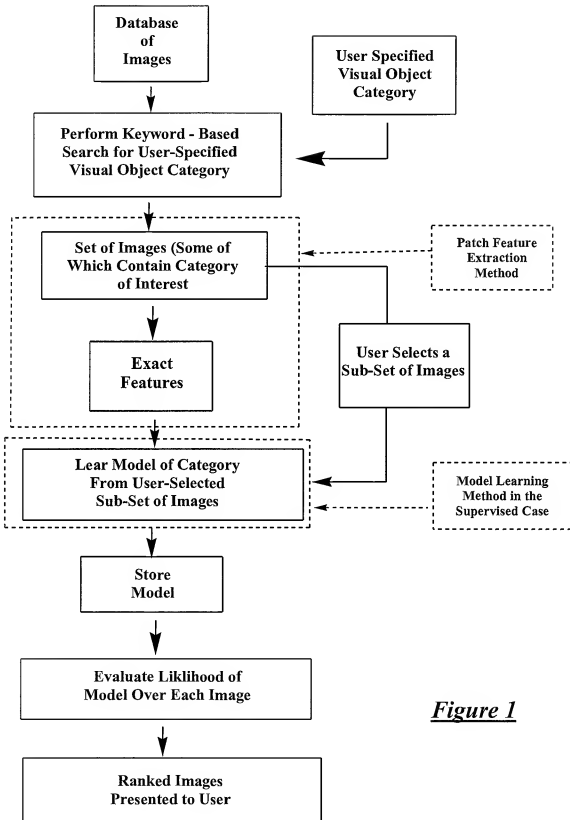 Database
of
Images
User Specified
Visual Object
Category
Perform Keyword - Based
Search for User-Specified
Visual Object Category
Set of Images (Some of
Which Contain Category
of Interest
Patch Feature
Extraction
Method
Exact
Features
User Selects a
Sub-Set of Images
Lear Model of Category
From User-Selected
Sub-Set of Images
Model Learning
Method in the
Supervised Case
Store
Model
Evaluate Liklihood of
Model Over Each Image
Figure 1
Ranked Images
Presented to User